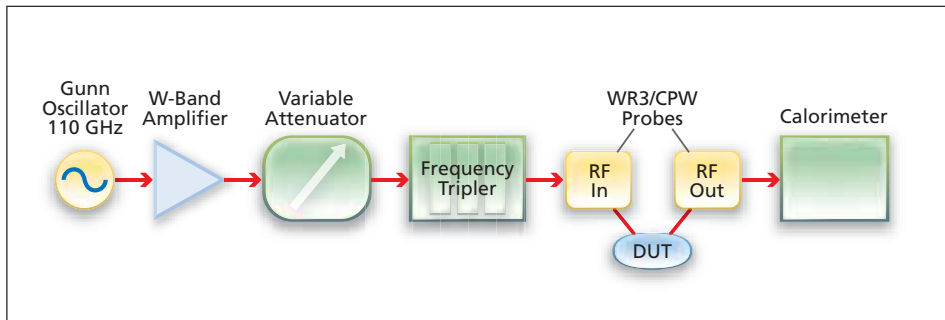 Gunn
Oscillator
110 GHz
W-Band
Amplifier
Variable
Attenuator
Frequency
Tripler
WR3/CPW
Probes
RF
In
RF
Out
DUT
Calorimeter